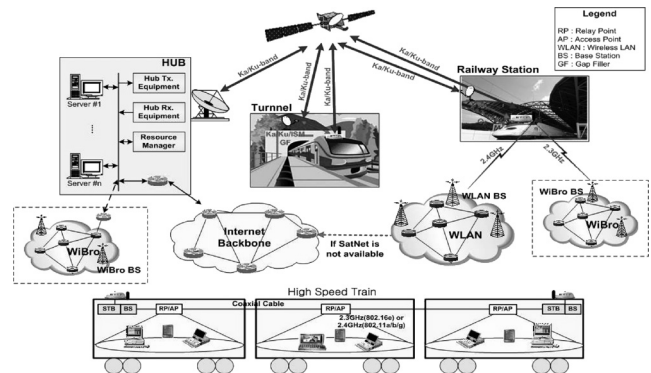 Legend
RP : Relay Point
AP : Access Point
WLAN : Wireless LAN
BS : Base Station
GF : Gap Filler
HUB
Hub Tx.
Equipment
Server #1
Hub Rx.
Equipment
Resource
Manager
Server #n
Ka/Ku-band
Ka/Ku-band
Ka/Ku-band
Ka/Ku-band
Ka/Ku-band
Turnnel
Ka/Ku/ISM
GF
Railway Station
2.4GHz
2.3GHz
WiBro
WiBro BS
Internet
Backbone
If SatNet is
not available
WLAN BS
WLAN
WiBro BS
WiBro
High Speed Train
Coaxial Cable
STB
BS
RP/AP
RP/AP
2.3GHz(802.16e) or
2.4GHz(802.11a/b/g)
RP/AP
STB
BS